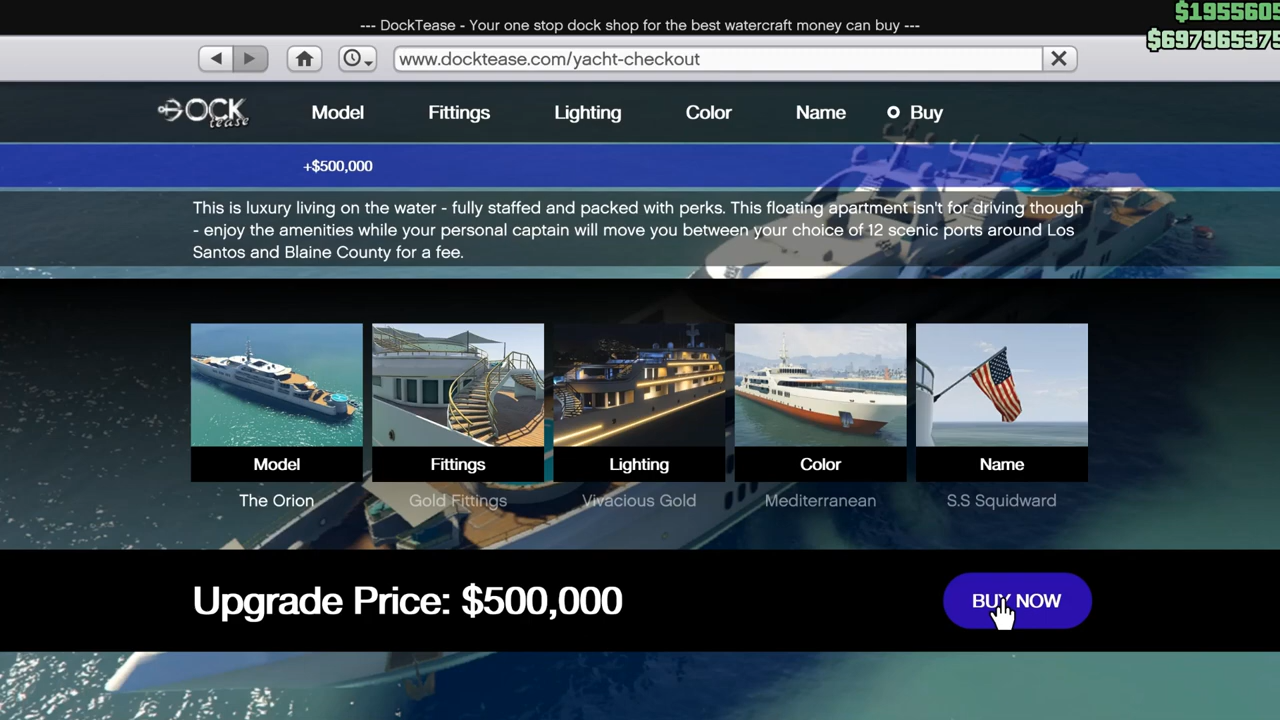 --- DockTease - Your one stop dock shop for the best watercraft money can buy ---
$1955605
$697965375
www.docktease.com/yacht-checkout
DOCK tease
Model Fittings Lighting Color Name Buy
+$500,000
This is luxury living on the water - fully staffed and packed with perks. This floating apartment isn't for driving though
- enjoy the amenities while your personal captain will move you between your choice of 12 scenic ports around Los
Santos and Blaine County for a fee.
Model Fittings Lighting Color Name
The Orion Gold Fittings Vivacious Gold Mediterranean S.S Squidward
Upgrade Price: $500,000
BUY NOW